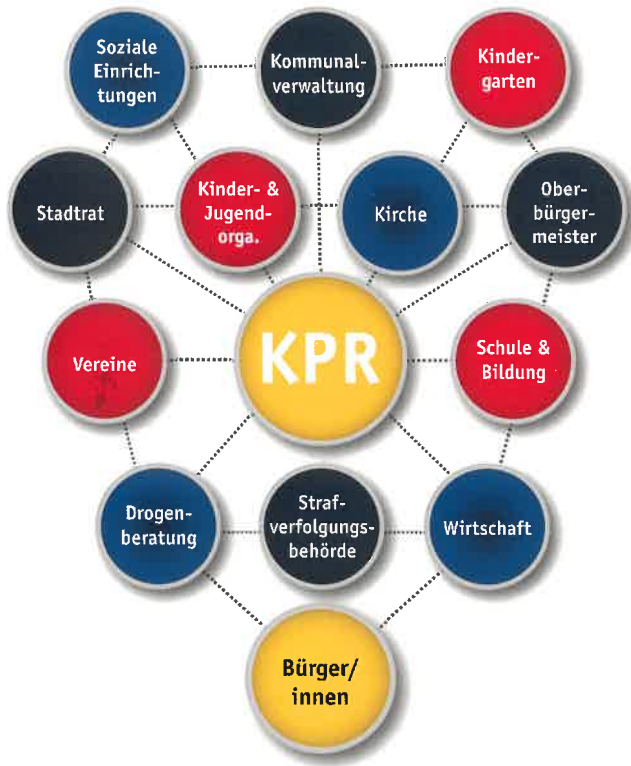 Soziale
Einrich-
tungen
Kommunal-
verwaltung
Kinder-
garten
Stadtrat
Kinder- &
Jugend-
orga.
Kirche
Ober-
bürger-
meister
Vereine
KPR
Schule &
Bildung
Drogen-
beratung
Straf-
verfolgungs-
behörde
Wirtschaft
Bürger/
innen